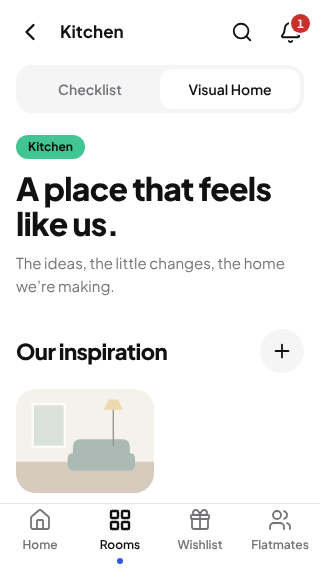 Kitchen
1
Checklist
Visual Home
Kitchen
A place that feels
like us.
The ideas, the little changes, the home
we’re making.
Our inspiration
Home
Rooms
Wishlist
Flatmates